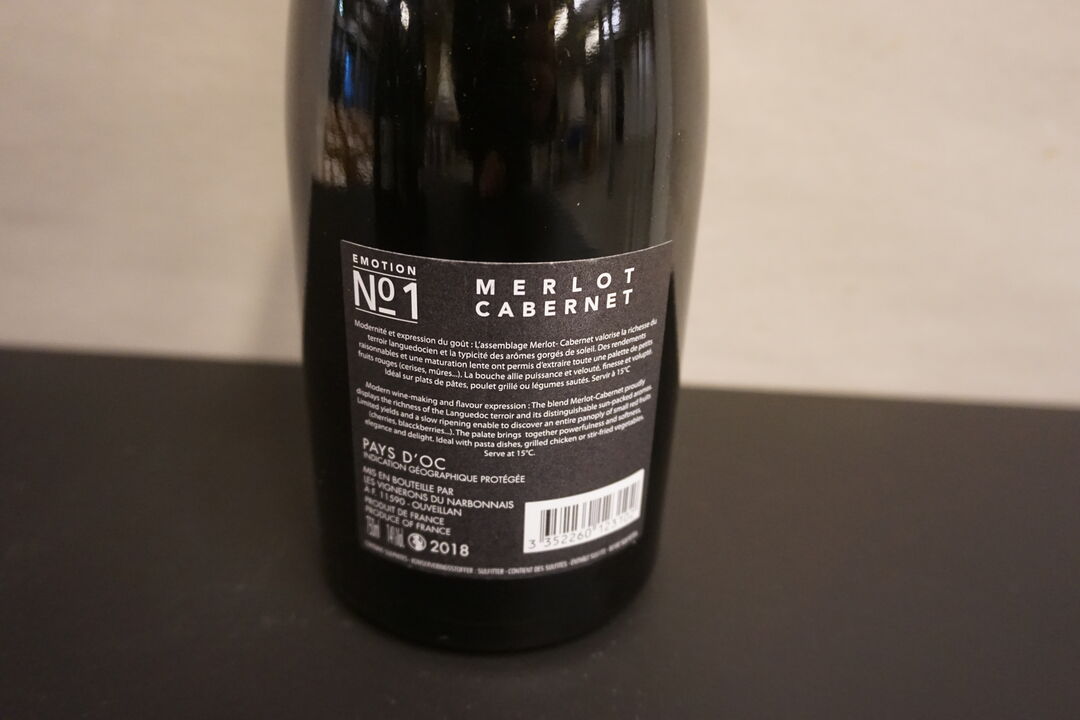 EMOTION
Nº1
MERLOT
CABERNET
Modernité et expression du goût : L'assemblage Merlot- Cabernet valorise la richesse du
terroir languedocien et la typicité des arômes gorgés de soleil. Des rendements
raisonnables et une maturation lente ont permis d'extraire toute une palette de petits
fruits rouges (cerises, mûres...). La bouche allie puissance et velouté, finesse et volupté.
Idéal sur plats de pâtes, poulet grillé ou légumes sautés. Servir à 15°C
Modern wine-making and flavour expression : The blend Merlot-Cabernet proudly
displays the richness of the Languedoc terroir and its distinguishable sun-packed aromas.
Limited yields and a slow ripening enable to discover an entire panoply of small red fruits
(cherries, blackberries...). The palate brings together powerfulness and softness,
elegance and delight. Ideal with pasta dishes, grilled chicken or stir-fried vegetables.
Serve at 15°C.
PAYS D'OC
INDICATION GÉOGRAPHIQUE PROTÉGÉE
MIS EN BOUTEILLE PAR
LES VIGNERONS DU NARBONNAIS
A F. 11590 - OUVEILLAN
PRODUIT DE FRANCE
PRODUCE OF FRANCE
2018
3 352260
SULFITTER - CONTIENT DES SULFITES